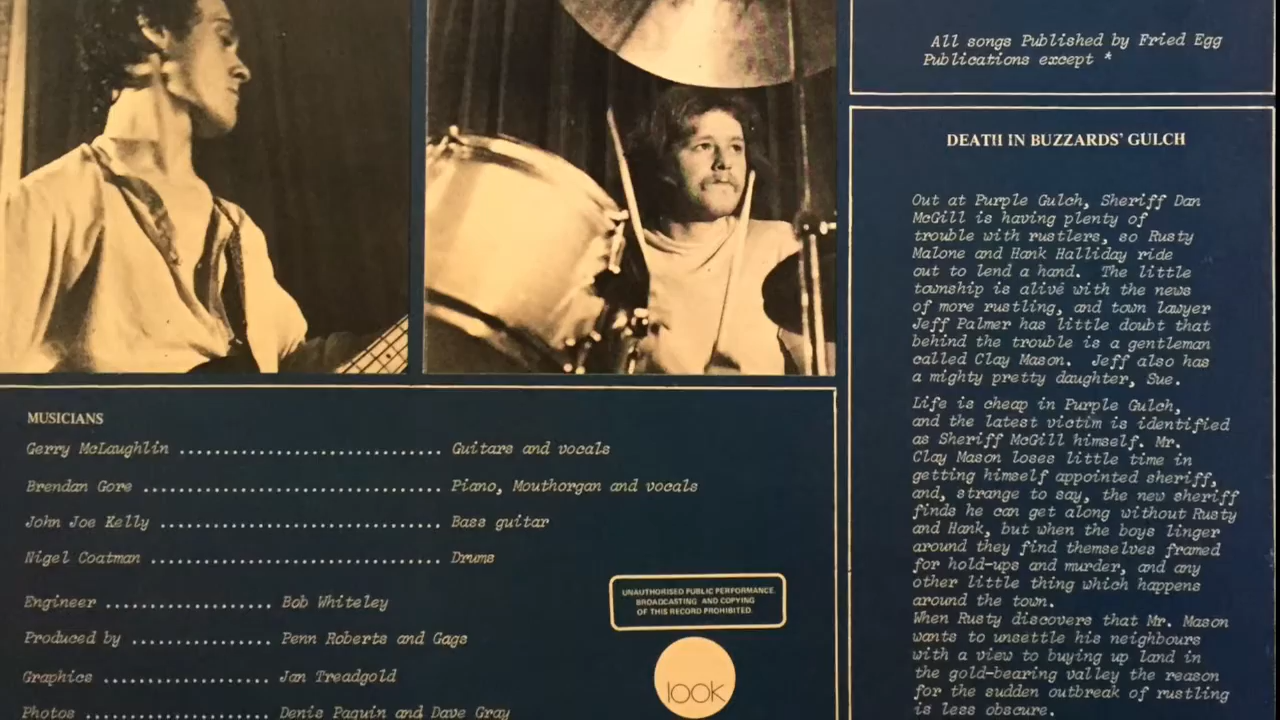 All songs Published by Fried Egg
Publications except *
DEATH IN BUZZARDS' GULCH
Out at Purple Gulch, Sheriff Dan
McGill is having plenty of
trouble with rustlers, so Rusty
Malone and Hank Halliday ride
out to lend a hand. The little
township is alive with the news
of more rustling, and town lawyer
Jeff Palmer has little doubt that
behind the trouble is a gentleman
called Clay Mason. Jeff also has
a mighty pretty daughter, Sue.
Life is cheap in Purple Gulch,
and the latest victim is identified
as Sheriff McGill himself. Mr.
Clay Mason loses little time in
getting himself appointed sheriff,
and, strange to say, the new sheriff
finds he can get along without Rusty
and Hank, but when the boys linger
around they find themselves framed
for hold-ups and murder, and any
other little thing which happens
around the town.
When Rusty discovers that Mr. Mason
wants to unsettle his neighbours
with a view to buying up land in
the gold-bearing valley the reason
for the sudden outbreak of rustling
is less obscure.
MUSICIANS
Gerry McLaughlin .................................... Guitars and vocals
Brendan Gore ......................................... Piano, Mouthorgan and vocals
John Joe Kelly ...................................... Bass guitar
Nigel Coatman ........................................ Drums
Engineer ....................... Bob Whiteley
Produced by ................... Penn Roberts and Gags
Graphics ....................... Jan Treadgold
Photos .......................... Denis Paquin and Dave Gray
UNAUTHORISED PUBLIC PERFORMANCE.
BROADCASTING AND COPYING
OF THIS RECORD PROHIBITED.
look